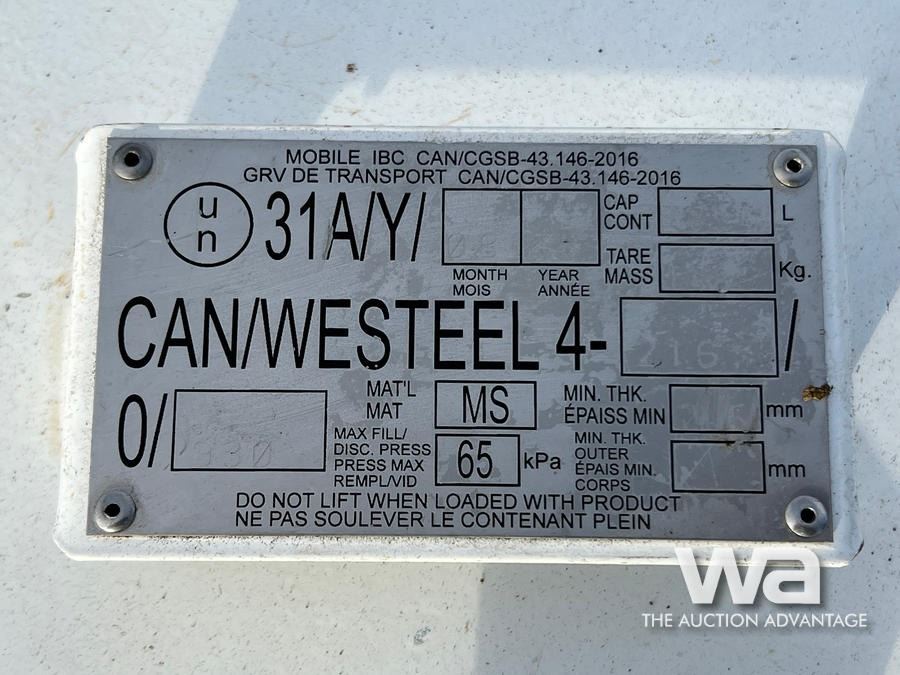 MOBILE IBC CAN/CGSB-43.146-2016
GRV DE TRANSPORT CAN/CGSB-43.146-2016
un 31A/Y/
MONTH YEAR
MOIS ANNÉE
CAP
CONT L
TARE
MASS Kg.
CAN/WESTEEL 4- /
0/
MAT'L
MAT MS
MAX FILL/
DISC. PRESS
PRESS MAX
REMPL/VID
65 kPa
MIN. THK.
ÉPAISS MIN mm
MIN. THK.
OUTER
ÉPAIS MIN.
CORPS mm
DO NOT LIFT WHEN LOADED WITH PRODUCT
NE PAS SOULEVER LE CONTENANT PLEIN
wa
THE AUCTION ADVANTAGE